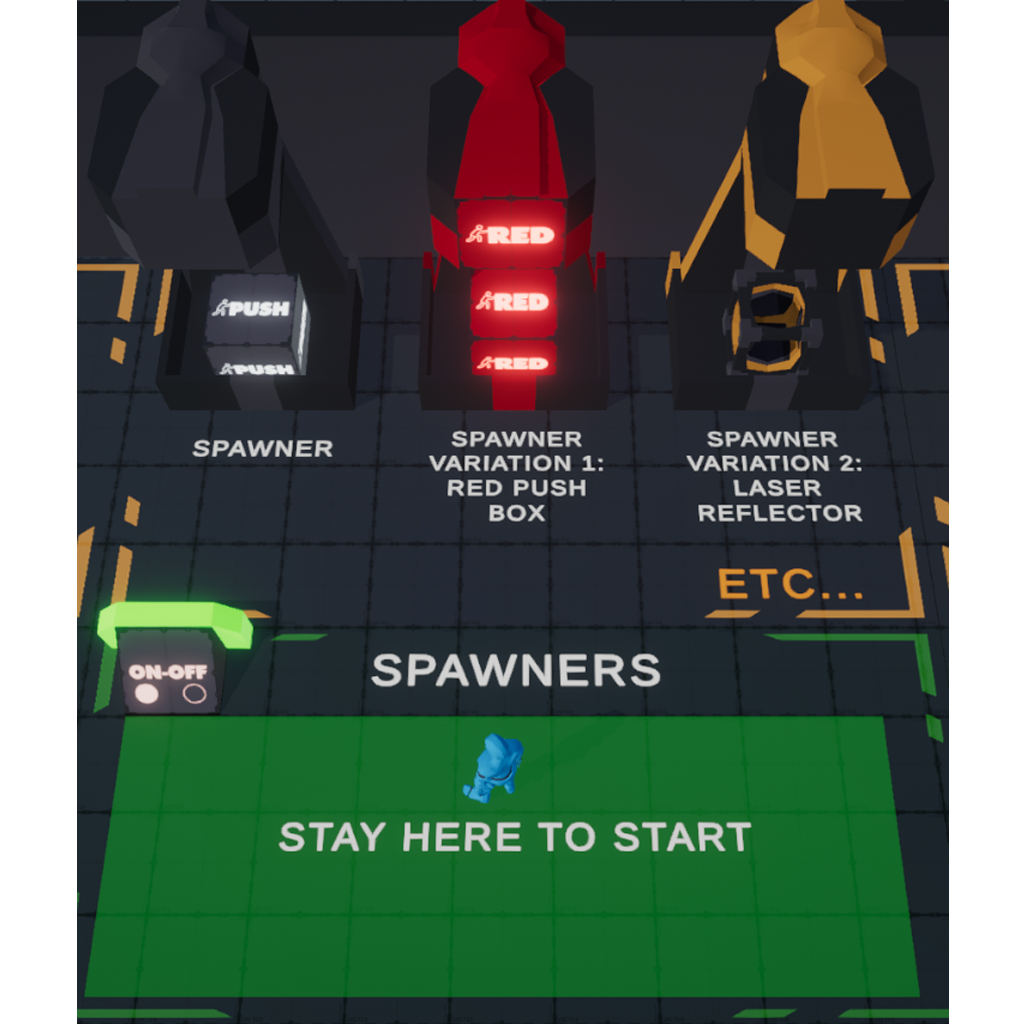 PUSH
PUSH
RED
RED
RED
SPAWNER
SPAWNER
VARIATION 1:
RED PUSH
BOX
SPAWNER
VARIATION 2:
LASER
REFLECTOR
ETC...
ON-OFF
SPAWNERS
STAY HERE TO START